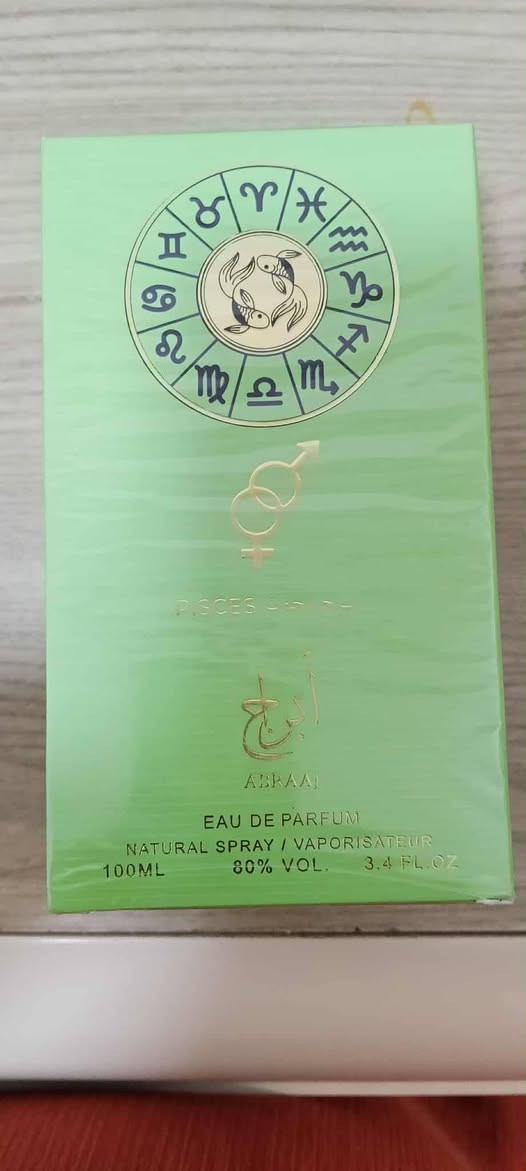 PISCES
أبراج
ABRAAJ
EAU DE PARFUM
NATURAL SPRAY / VAPORISATEUR
100ML 80% VOL. 3.4 FL.OZ